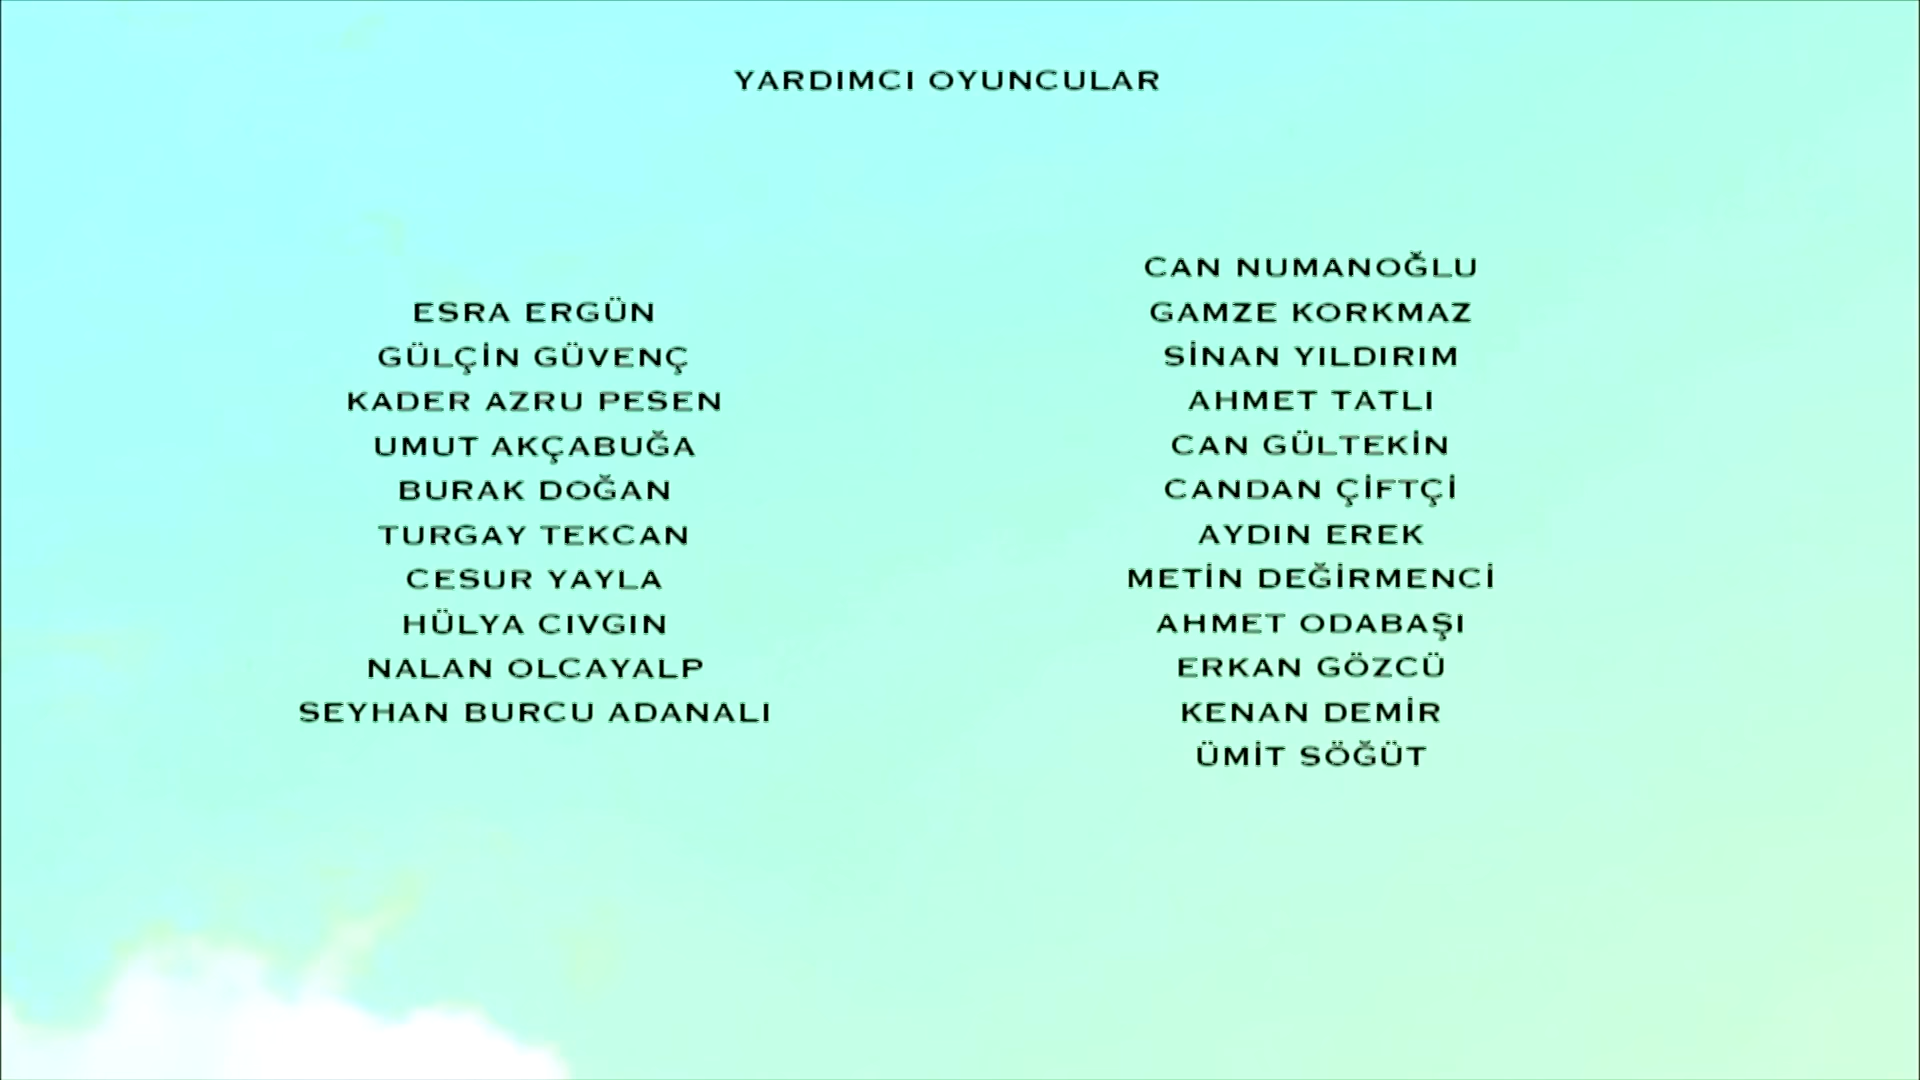 YARDIMCI OYUNCULAR
ESRA ERGÜN
GÜLÇİN GÜVENÇ
KADER AZRU PESEN
UMUT AKÇABUĞA
BURAK DOĞAN
TURGAY TEKCAN
CESUR YAYLA
HÜLYA CIVGIN
NALAN OLCAYALP
SEYHAN BURCU ADANALI
CAN NUMANOĞLU
GAMZE KORKMAZ
SİNAN YILDIRIM
AHMET TATLI
CAN GÜLTEKİN
CANDAN ÇİFTÇİ
AYDIN EREK
METİN DEĞİRMENCİ
AHMET ODABAŞI
ERKAN GÖZCÜ
KENAN DEMİR
ÜMİT SÖĞÜT